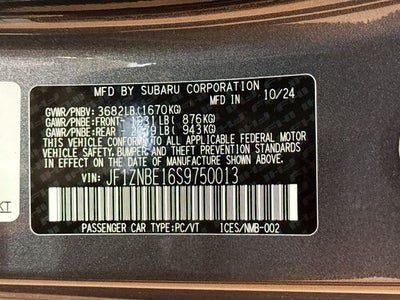 MFD BY SUBARU CORPORATION
MFD IN JAPAN 10/24
GVWR/PNBV: 3682LB(1670KG)
GAWR/PNBE:FRONT- 1931LB( 876KG)
GAWR/PNBE:REAR - 2079LB( 943KG)
THIS VEHICLE CONFORMS TO ALL APPLICABLE FEDERAL MOTOR
VEHICLE SAFETY, BUMPER, AND THEFT PREVENTION STANDARDS
IN EFFECT ON THE DATE OF MANUFACTURE SHOWN ABOVE.
VIN: JF1ZNBE16S9750013
PASSENGER CAR TYPE:PC/VT ICES/NMB-002
KT